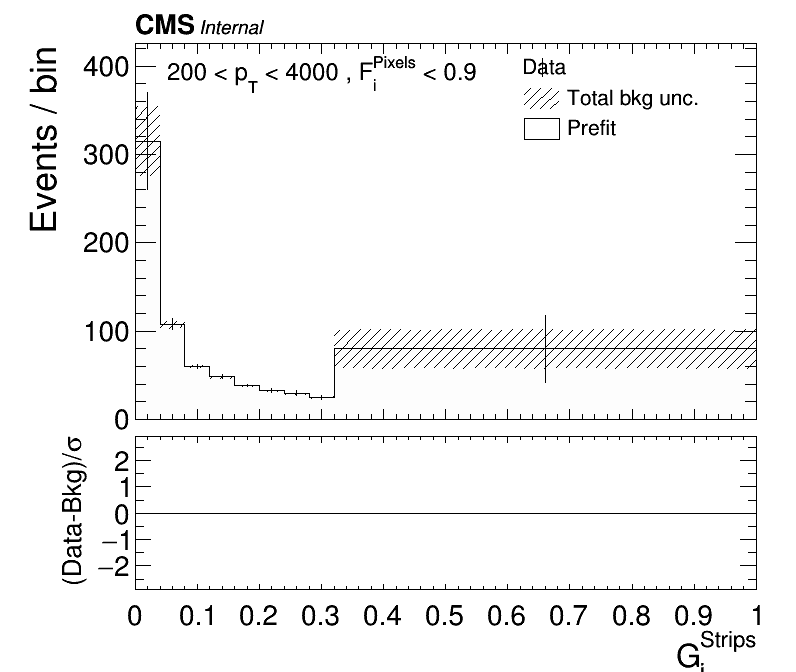 CMS Internal
200 < p_T < 4000 , F_i^Pixels < 0.9
Data
Total bkg unc.
Prefit
Events / bin
400
300
200
100
0
(Data-Bkg)/σ
2
1
0
−1
−2
0 0.1 0.2 0.3 0.4 0.5 0.6 0.7 0.8 0.9 1
G_i^Strips